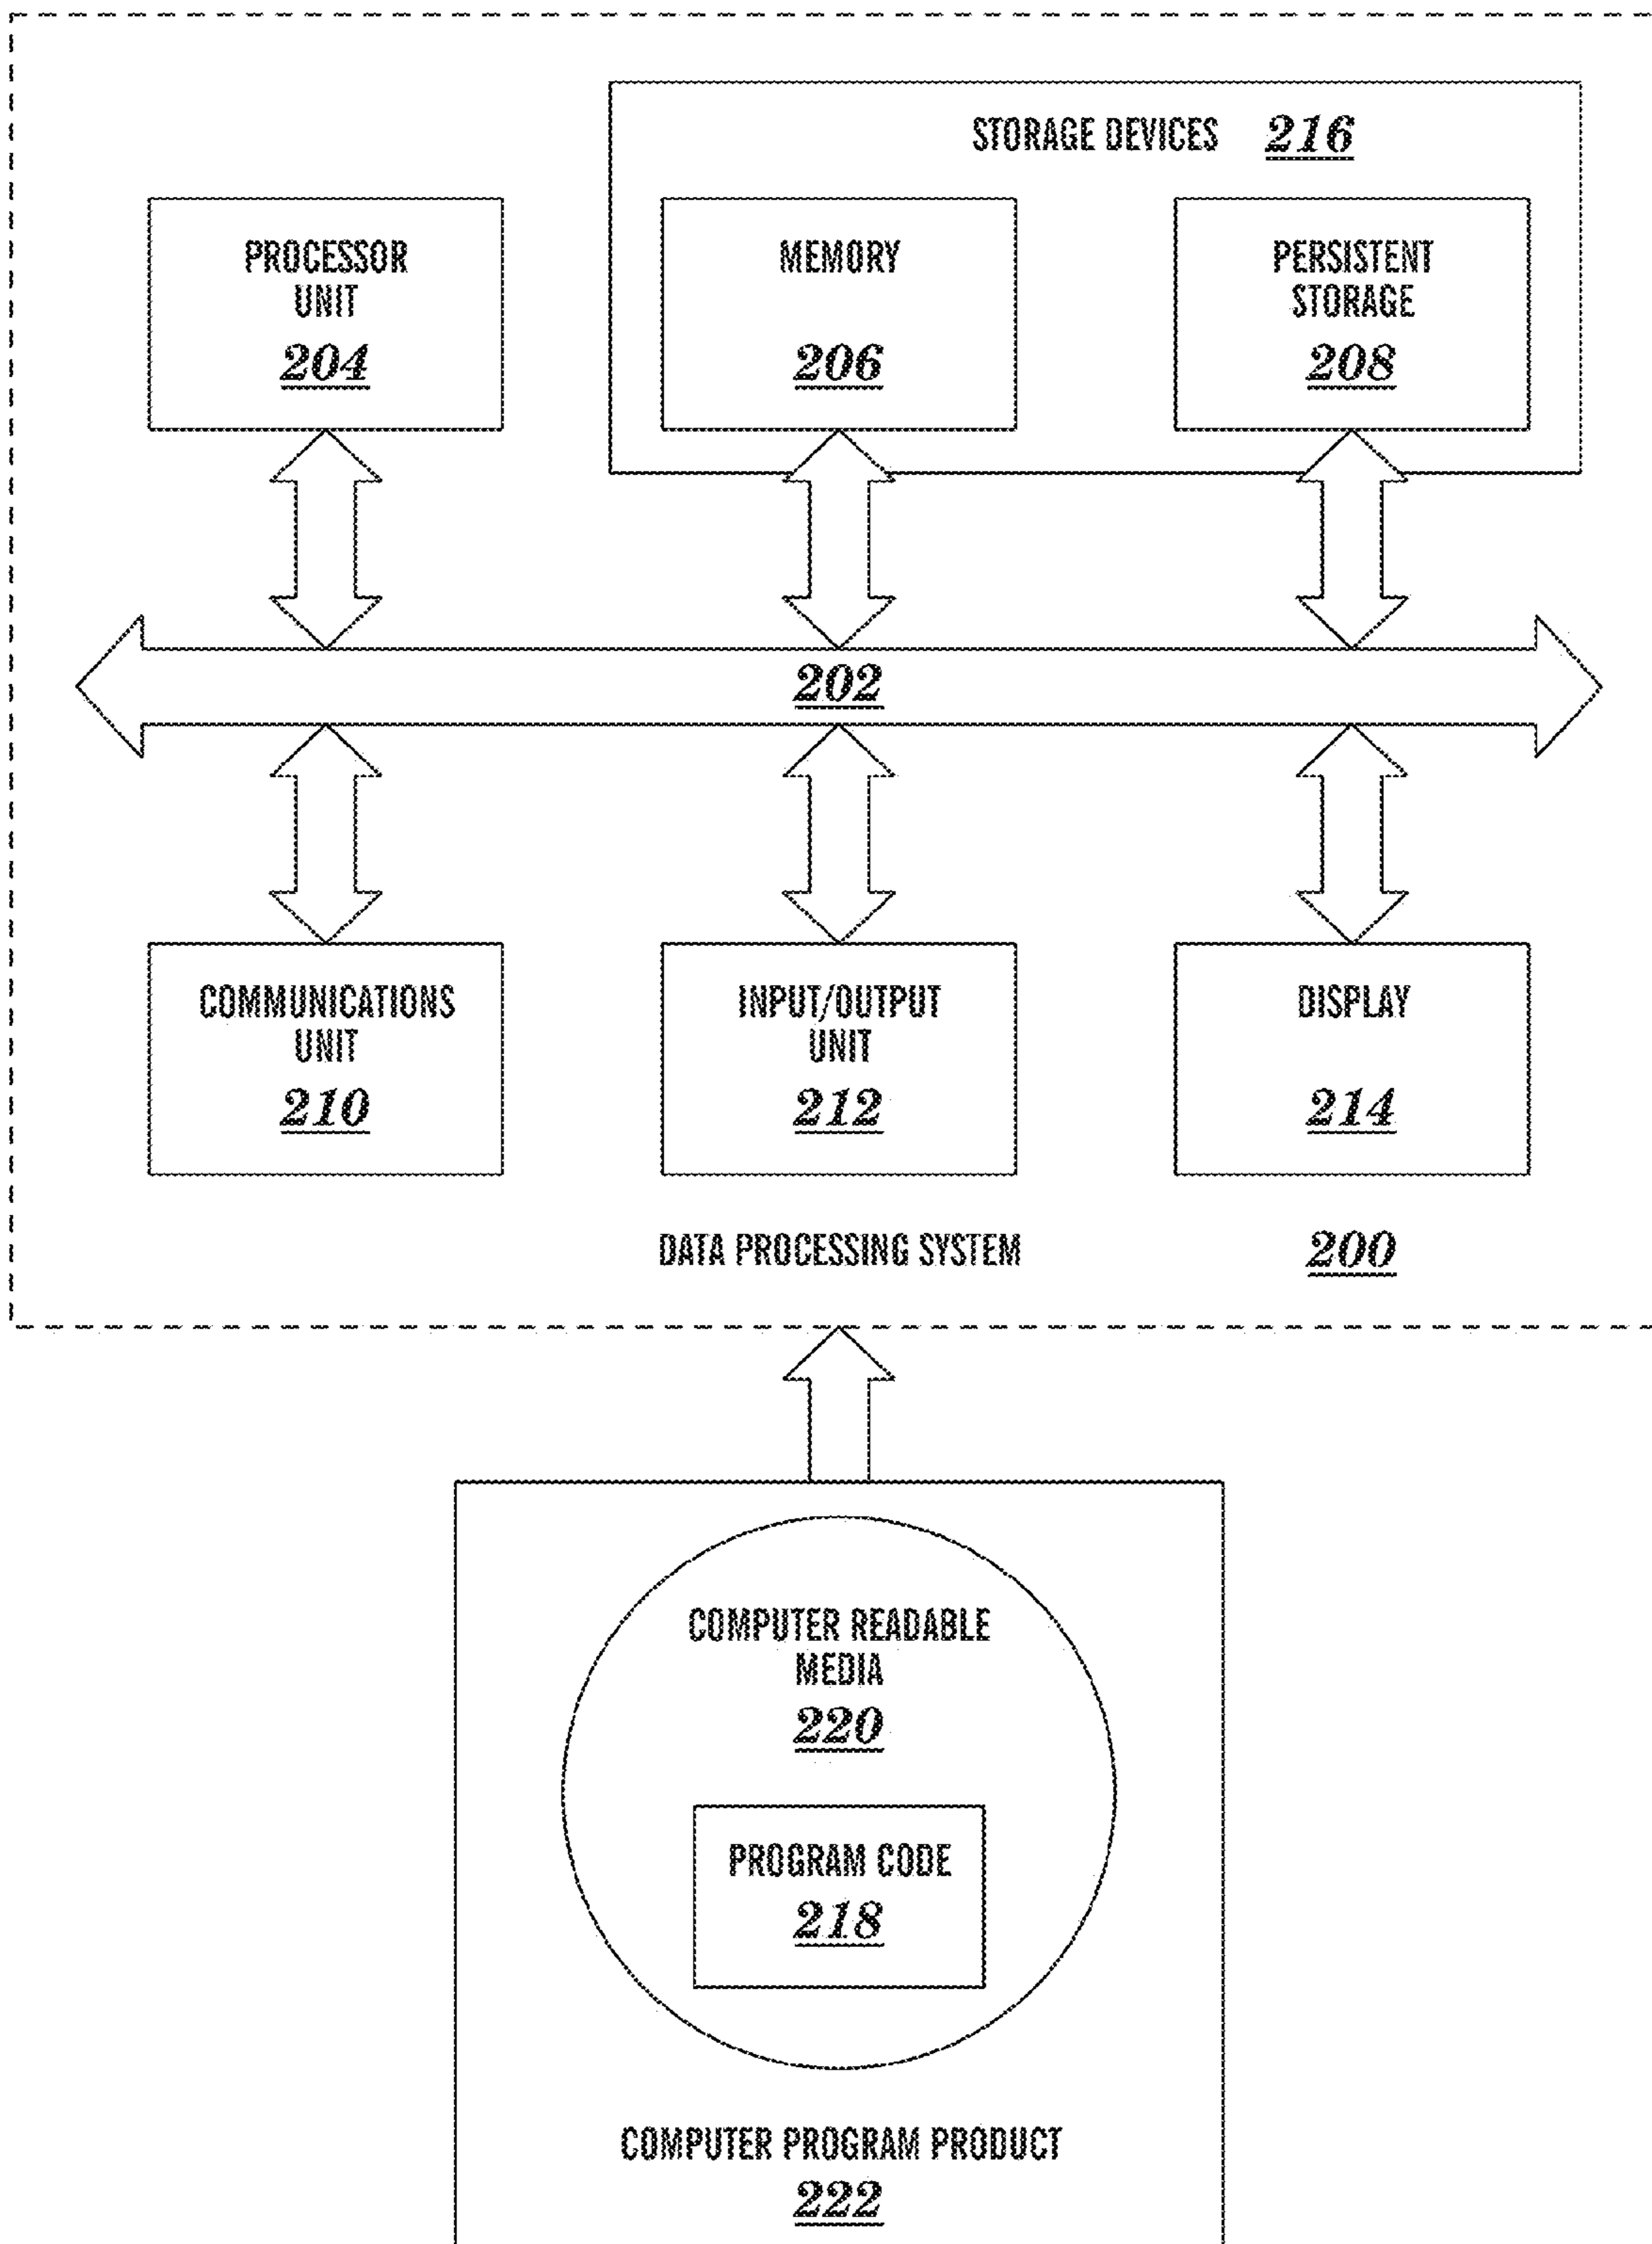 STORAGE DEVICES 216
PROCESSOR
UNIT
204
MEMORY
206
PERSISTENT
STORAGE
208
202
COMMUNICATIONS
UNIT
210
INPUT/OUTPUT
UNIT
212
DISPLAY
214
DATA PROCESSING SYSTEM 200
COMPUTER READABLE
MEDIA
220
PROGRAM CODE
218
COMPUTER PROGRAM PRODUCT
222